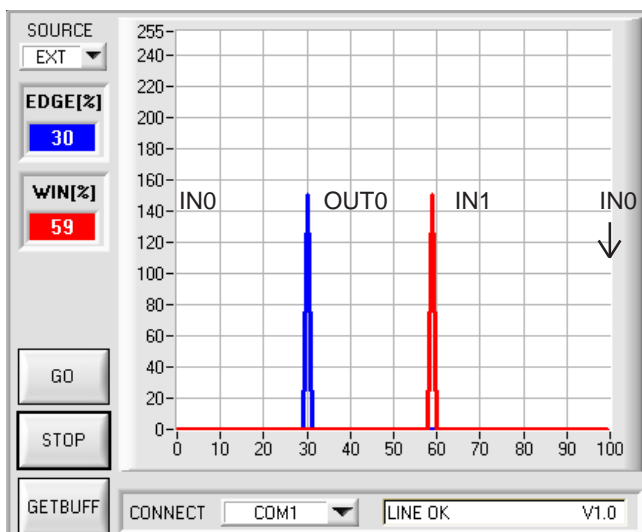 SOURCE
EXT
EDGE[%]
30
WIN[%]
59
GO
STOP
GETBUFF
255-
240-
220-
200-
180-
160-
140-
120-
100-
80-
60-
40-
20-
0-
IN0 OUT0 IN1 IN0
0 10 20 30 40 50 60 70 80 90 100
CONNECT COM1 LINE OK V1.0